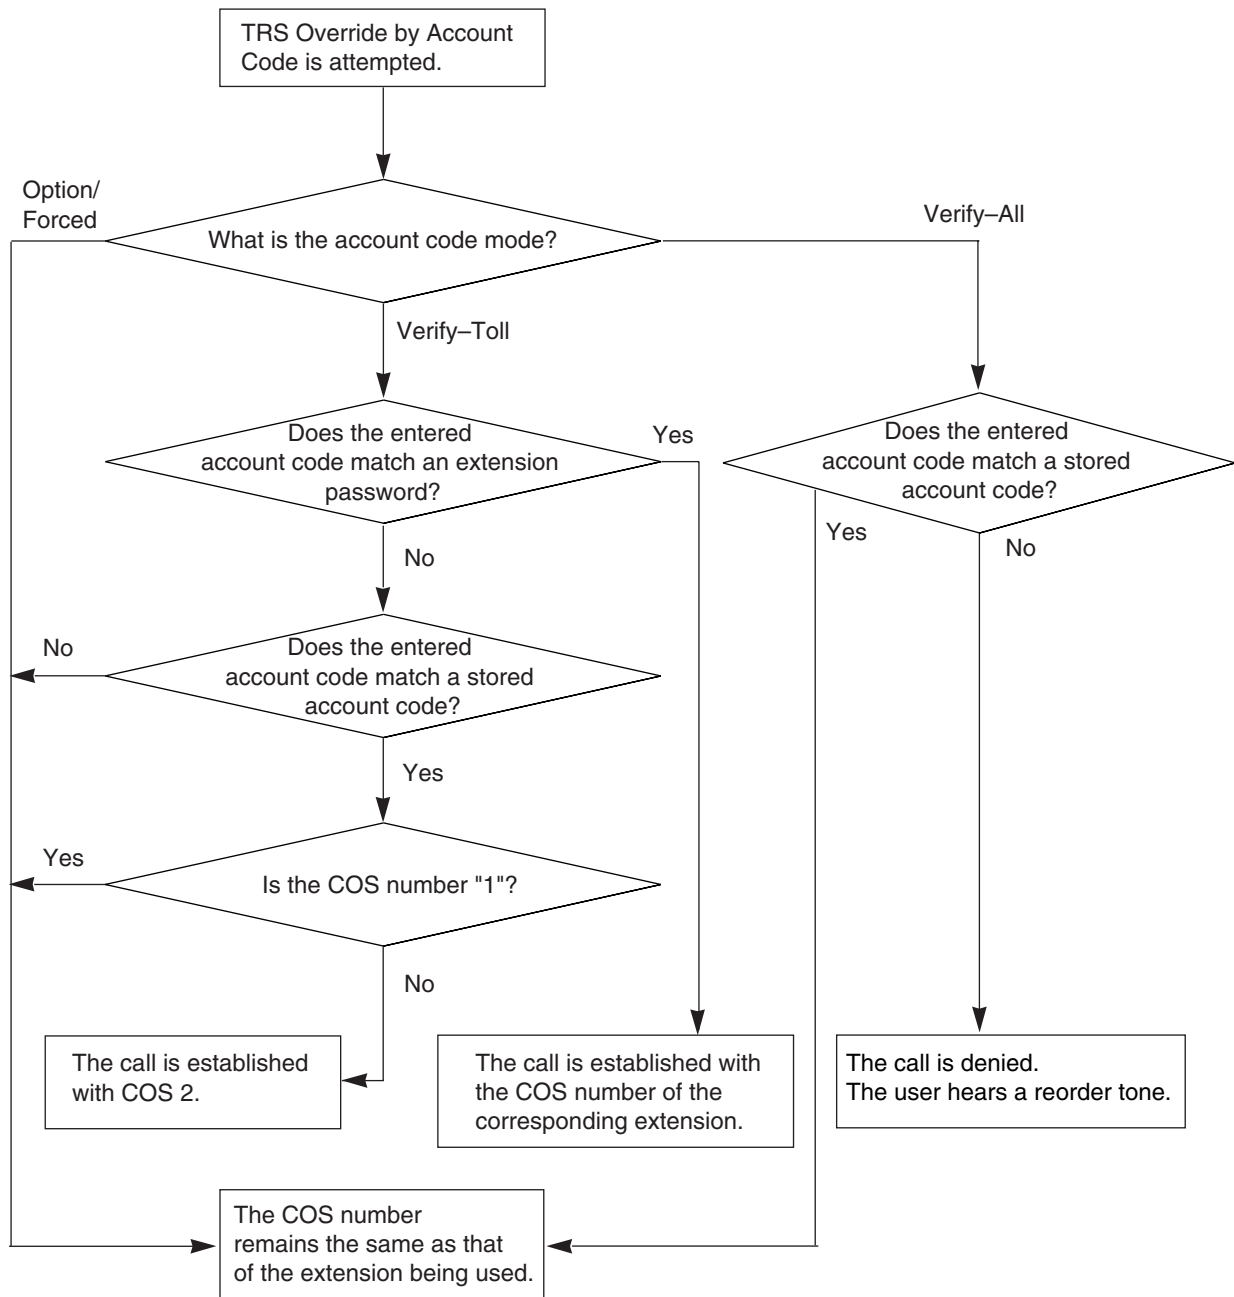 TRS Override by Account
Code is attempted.
Option/
Forced
What is the account code mode?
Verify–All
Verify–Toll
Does the entered
account code match an extension
password?
Yes
Does the entered
account code match a stored
account code?
No
Yes
No
No
Does the entered
account code match a stored
account code?
Yes
Yes
Is the COS number "1"?
No
The call is established
with COS 2.
The call is established with
the COS number of the
corresponding extension.
The call is denied.
The user hears a reorder tone.
The COS number
remains the same as that
of the extension being used.